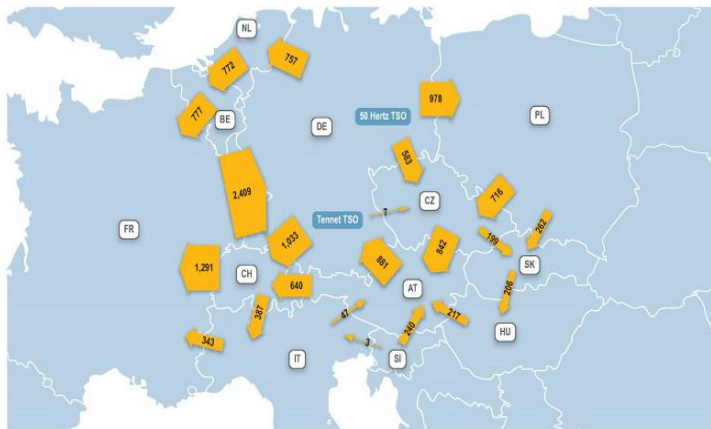 NL
772
757
777
BE
DE
50 Hertz TSO
978
PL
583
2,409
CZ
716
Tennet TSO
7
262
FR
1,033
199
842
1,291
CH
881
SK
640
AT
206
387
47
217
240
HU
343
3
IT
SI